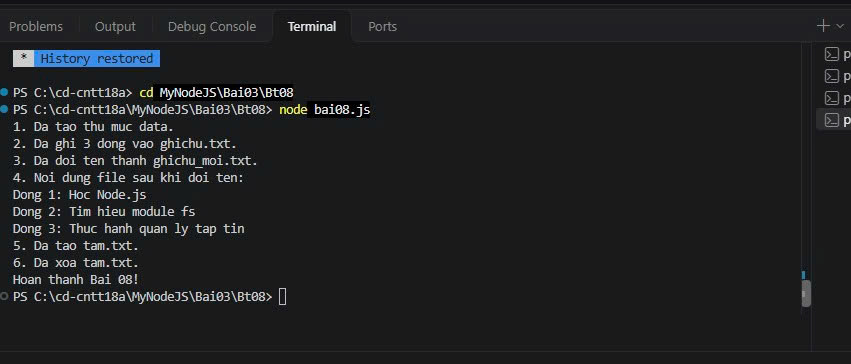 Problems Output Debug Console Terminal Ports
* History restored
PS C:\cd-cntt18a> cd MyNodeJS\Bai03\Bt08
PS C:\cd-cntt18a\MyNodeJS\Bai03\Bt08> node bai08.js
1. Da tao thu muc data.
2. Da ghi 3 dong vao ghichu.txt.
3. Da doi ten thanh ghichu_moi.txt.
4. Noi dung file sau khi doi ten:
Dong 1: Hoc Node.js
Dong 2: Tim hieu module fs
Dong 3: Thuc hanh quan ly tap tin
5. Da tao tam.txt.
6. Da xoa tam.txt.
Hoan thanh Bai 08!
PS C:\cd-cntt18a\MyNodeJS\Bai03\Bt08>
p
p
p
p